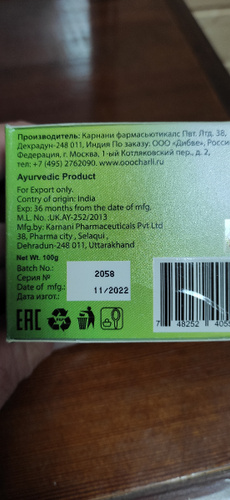 Производитель: Карнани фармасьютикалс Пвт. Лтд. 38,
Дехрадун-248 011, Индия По заказу: ООО «Дибве», Росси
Федерация, г. Москва, 1-ый Котляковский пер., д. 2,
тел.: +7 (495) 2762090. www.ooocharli.ru
Ayurvedic Product
For Export only.
Contry of origin: India
Exp: 36 months from the date of mfg.
M.L. No. :UK.AY-252/2013
Mfg.by: Karnani Pharmaceuticals Pvt.Ltd
38, Pharma city , Selaqui ,
Dehradun-248 011, Uttarakhand
Net Wt. 100g
Batch No.:
Серия №
2058
Date of mfg.:
Дата изгот.:
11/2022
EAC
7 48252 405